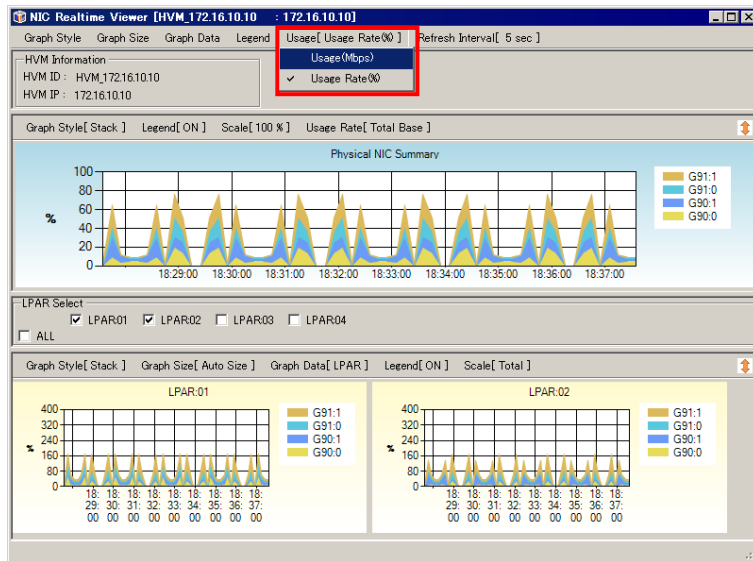 NIC Realtime Viewer [HVM_172.16.10.10 : 172.16.10.10]
Graph Style Graph Size Graph Data Legend Usage[ Usage Rate(%) ] Refresh Interval[ 5 sec ]
Usage(Mbps)
✓ Usage Rate(%)
HVM Information
HVM ID : HVM_172.16.10.10
HVM IP : 172.16.10.10
Graph Style[ Stack ] Legend[ ON ] Scale[ 100 % ] Usage Rate[ Total Base ]
Physical NIC Summary
100
80
60
40
20
0
%
18:29:00 18:30:00 18:31:00 18:32:00 18:33:00 18:34:00 18:35:00 18:36:00 18:37:00
G91:1
G91:0
G90:1
G90:0
LPAR Select
LPAR01 LPAR02 LPAR03 LPAR04
ALL
Graph Style[ Stack ] Graph Size[ Auto Size ] Graph Data[ LPAR ] Legend[ ON ] Scale[ Total ]
LPAR:01
400
320
240
160
80
0
%
18: 18: 18: 18: 18: 18: 18: 18: 18:
29: 30: 31: 32: 33: 34: 35: 36: 37:
00 00 00 00 00 00 00 00 00
G91:1
G91:0
G90:1
G90:0
LPAR:02
400
320
240
160
80
0
%
18: 18: 18: 18: 18: 18: 18: 18: 18:
29: 30: 31: 32: 33: 34: 35: 36: 37:
00 00 00 00 00 00 00 00 00
G91:1
G91:0
G90:1
G90:0